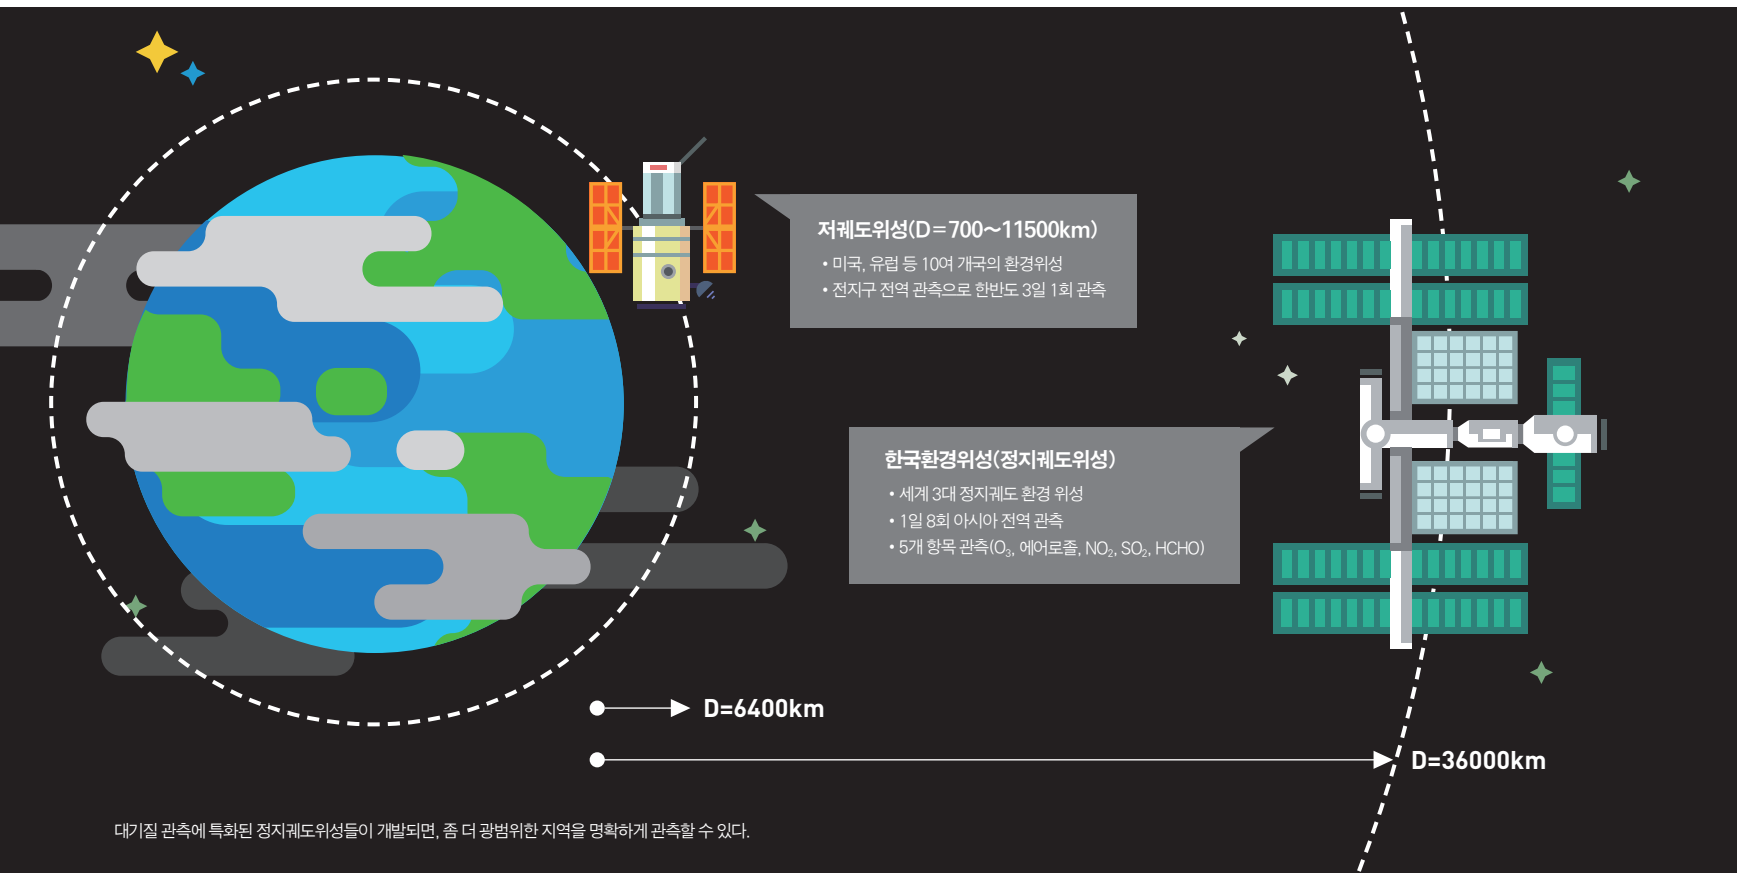 저궤도위성(D=700~11500km)
• 미국, 유럽 등 10여 개국의 환경위성
• 전지구 전역 관측으로 한반도 3일 1회 관측
한국환경위성(정지궤도위성)
• 세계 3대 정지궤도 환경 위성
• 1일 8회 아시아 전역 관측
• 5개 항목 관측(O₃, 에어로졸, NO₂, SO₂, HCHO)
D=6400km
D=36000km
대기질 관측에 특화된 정지궤도위성들이 개발되면, 좀 더 광범위한 지역을 명확하게 관측할 수 있다.